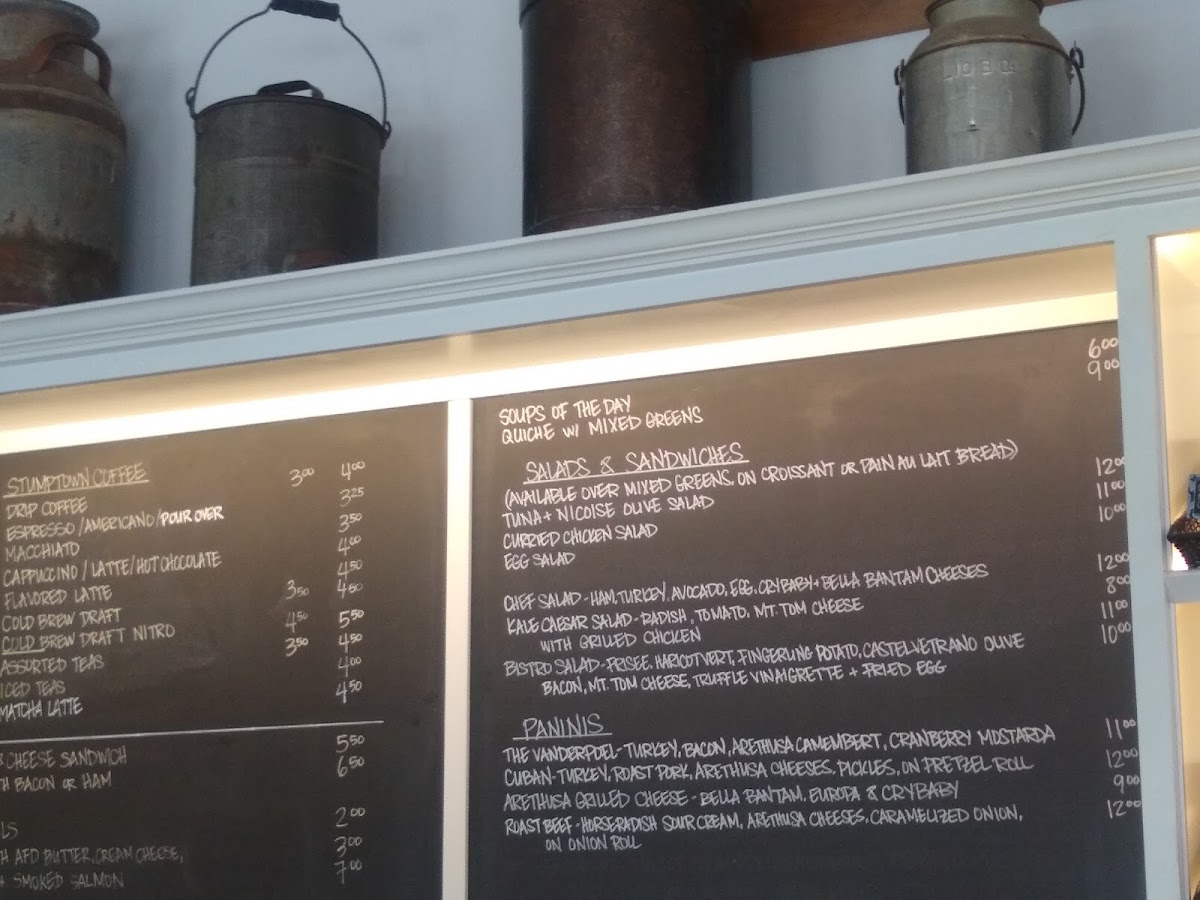 LIOBO
1
STUMPTOWN COFFEE
DRIP COFFEE 3.00 4.00
ESPRESSO/AMERICANO/POUR OVER 3.25
MACCHIATO 3.50
CAPPUCCINO / LATTE/HOT CHOCOLATE 4.00
FLAVORED LATTE 4.50
COLD BREW DRAFT 3.50 4.50
COLD BREW DRAFT NITRO 4.50 5.50
ASSORTED TEAS 3.50 4.50
ICED TEAS 4.00
MATCHA LATTE 4.50
CHEESE SANDWICH 5.50
BACON OR HAM 6.50
LS 2.00
H AFD BUTTER, CREAM CHEESE, 3.00
SMOKED SALMON 7.00
SOUPS OF THE DAY 6.00
QUICHE W/ MIXED GREENS 9.00
SALADS & SANDWICHES
(AVAILABLE OVER MIXED GREENS, ON CROISSANT OR PAIN AU LAIT BREAD)
TUNA + NICOISE OLIVE SALAD 12.00
CURRIED CHICKEN SALAD 11.00
EGG SALAD 10.00
CHEF SALAD - HAM, TURKEY, AVOCADO, EGG, CRYBABY + BELLA BANTAM CHEESES 12.00
KALE CAESAR SALAD - RADISH, TOMATO, MT. TOM CHEESE 8.00
WITH GRILLED CHICKEN 11.00
BISTRO SALAD - FRISEE, HARICOT VERT, FINGERLING POTATO, CASTELVETRANO OLIVE 10.00
BACON, MT. TOM CHEESE, TRUFFLE VINAIGRETTE + FRIED EGG
PANINIS
THE VANDERPOEL - TURKEY, BACON, ARETHUSA CAMEMBERT, CRANBERRY MOSTARDA 11.00
CUBAN - TURKEY, ROAST PORK, ARETHUSA CHEESES, PICKLES, ON PRETZEL ROLL 12.00
ARETHUSA GRILLED CHEESE - BELLA BANTAM, EUROPA & CRYBABY 9.00
ROAST BEEF - HORSERADISH SOUR CREAM, ARETHUSA CHEESES, CARAMELIZED ONION, 12.00
ON ONION ROLL